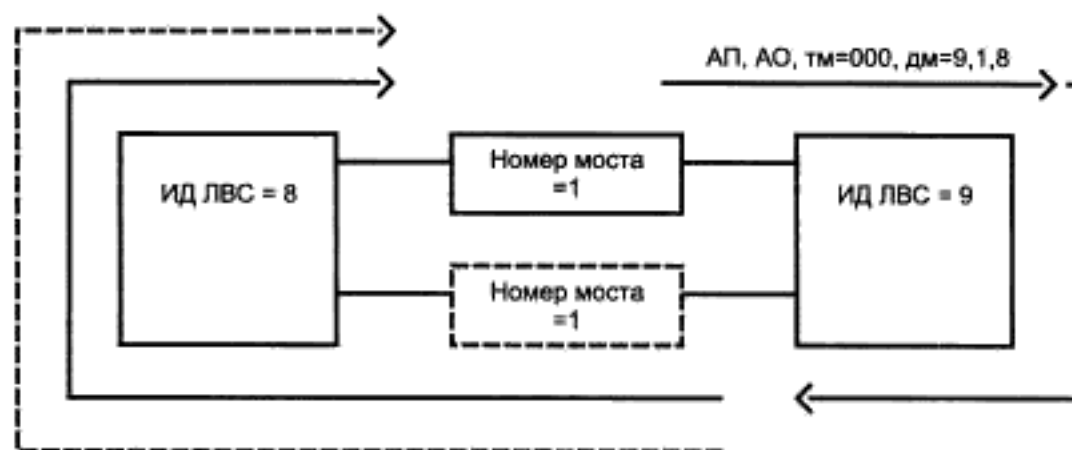 АП, АО, тм=000, дм=9,1,8
ИД ЛВС = 8
Номер моста
=1
ИД ЛВС = 9
Номер моста
=1